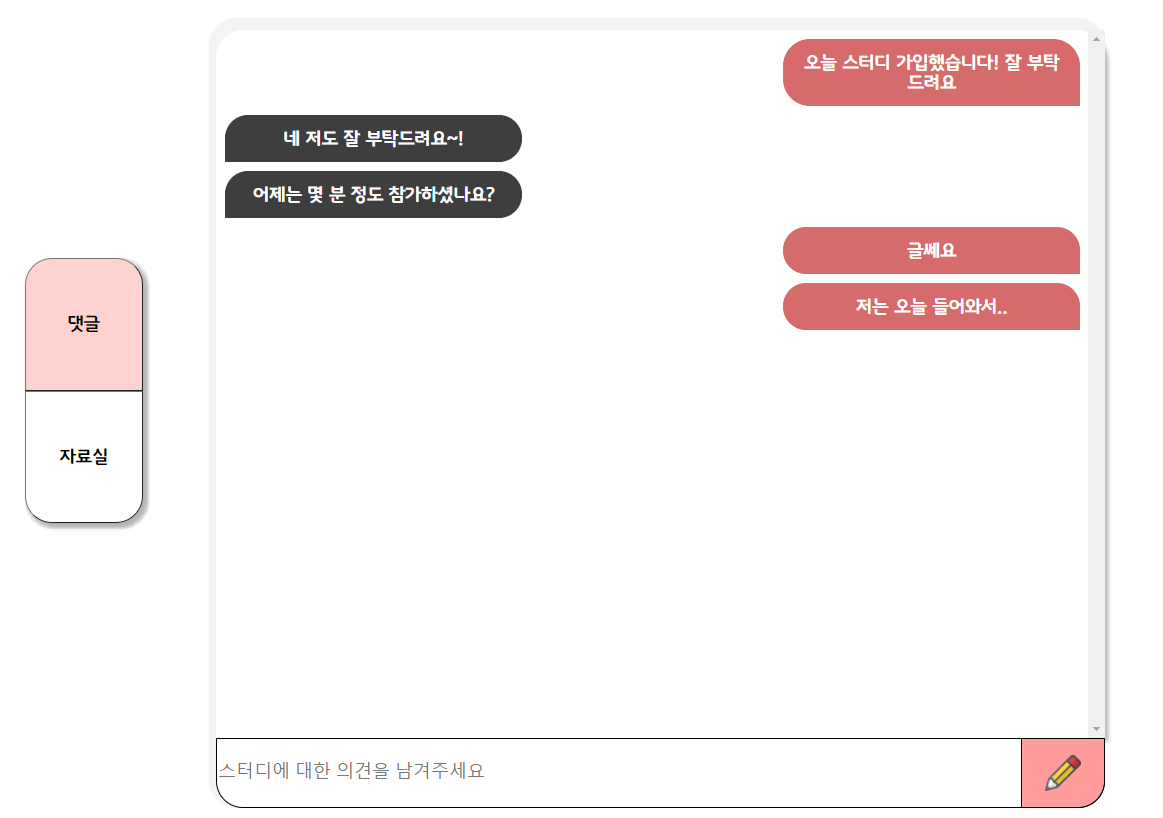 오늘 스터디 가입했습니다! 잘 부탁
드려요
네 저도 잘 부탁드려요~!
어제는 몇 분 정도 참가하셨나요?
글쎄요
저는 오늘 들어와서..
댓글
자료실
스터디에 대한 의견을 남겨주세요